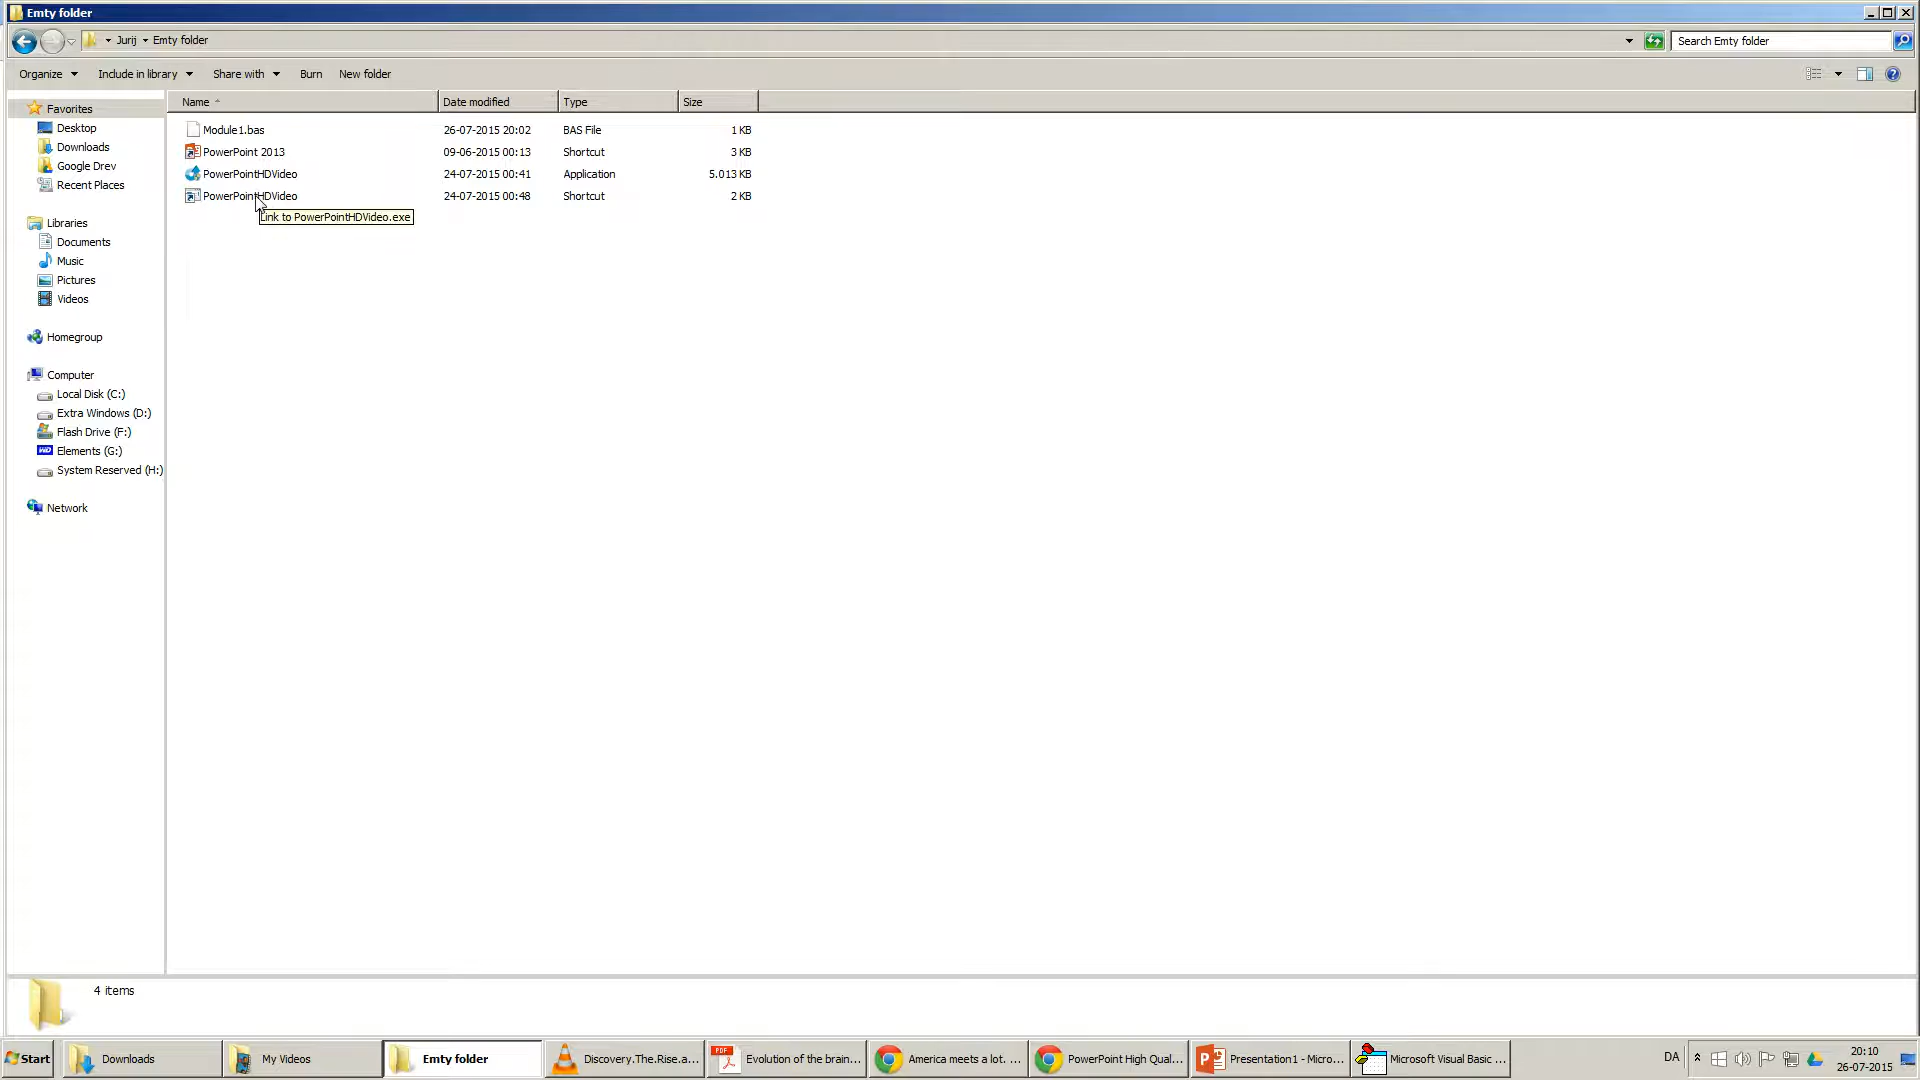 Emty folder
Jurij Emty folder
Search Emty folder
Organize Include in library Share with Burn New folder
Name Date modified Type Size
Favorites
Desktop
Downloads
Google Drev
Recent Places
Libraries
Documents
Music
Pictures
Videos
Homegroup
Computer
Local Disk (C:)
Extra Windows (D:)
Flash Drive (F:)
Elements (G:)
System Reserved (H:)
Network
Module1.bas 26-07-2015 20:02 BAS File 1 KB
PowerPoint 2013 09-06-2015 00:13 Shortcut 3 KB
PowerPointHDVideo 24-07-2015 00:41 Application 5.013 KB
PowerPointHDVideo 24-07-2015 00:48 Shortcut 2 KB
Link to PowerPointHDVideo.exe
4 items
Start Downloads My Videos Emty folder Discovery.The.Rise.a... Evolution of the brain... America meets a lot. ... PowerPoint High Qual... Presentation1 - Micro... Microsoft Visual Basic ... DA 20:10
26-07-2015